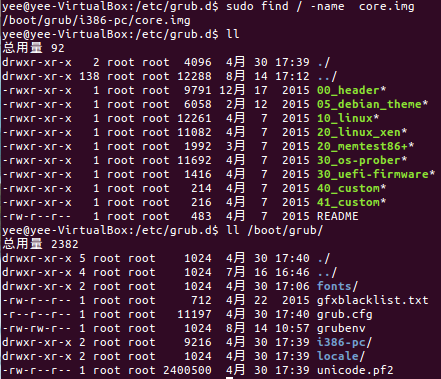 yee@yee-VirtualBox:/etc/grub.d$ sudo find / -name  core.img
/boot/grub/i386-pc/core.img
yee@yee-VirtualBox:/etc/grub.d$ ll
总用量 92
drwxr-xr-x   2 root root  4096  4月 30 17:39 ./
drwxr-xr-x 138 root root 12288  8月 14 17:12 ../
-rwxr-xr-x   1 root root  9791 12月 17  2015 00_header*
-rwxr-xr-x   1 root root  6058  2月 12  2015 05_debian_theme*
-rwxr-xr-x   1 root root 12261  4月  7  2015 10_linux*
-rwxr-xr-x   1 root root 11082  4月  7  2015 20_linux_xen*
-rwxr-xr-x   1 root root  1992  3月  7  2015 20_memtest86+*
-rwxr-xr-x   1 root root 11692  4月  7  2015 30_os-prober*
-rwxr-xr-x   1 root root  1416  4月  7  2015 30_uefi-firmware*
-rwxr-xr-x   1 root root   214  4月  7  2015 40_custom*
-rwxr-xr-x   1 root root   216  4月  7  2015 41_custom*
-rw-r--r--   1 root root   483  4月  7  2015 README
yee@yee-VirtualBox:/etc/grub.d$ ll /boot/grub/
总用量 2382
drwxr-xr-x 5 root root    1024  4月 30 17:40 ./
drwxr-xr-x 4 root root    1024  7月 16 16:46 ../
drwxr-xr-x 2 root root    1024  4月 30 17:06 fonts/
-rw-r--r-- 1 root root     712  4月 22  2015 gfxblacklist.txt
-r--r--r-- 1 root root   11197  4月 30 17:40 grub.cfg
-rw-rw-r-- 1 root root    1024  8月 14 10:57 grubenv
drwxr-xr-x 2 root root    9216  4月 30 17:39 i386-pc/
drwxr-xr-x 2 root root    1024  4月 30 17:39 locale/
-rw-r--r-- 1 root root 2400500  4月 30 17:39 unicode.pf2